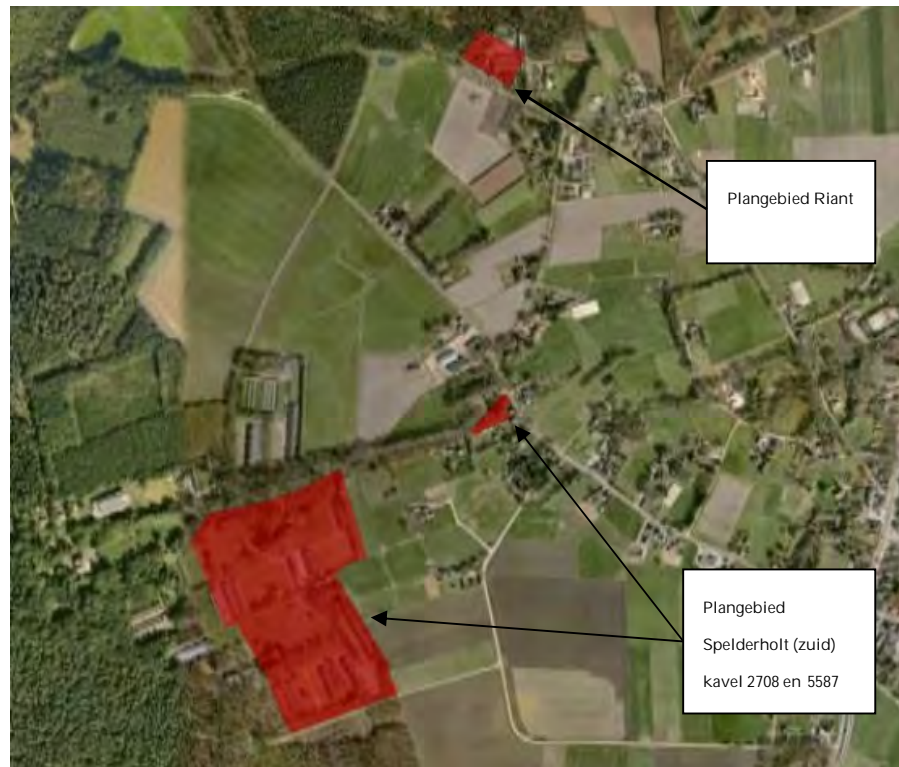 Plangebied Riant
Plangebied
Spelderholt (zuid)
kavel 2708 en 5587